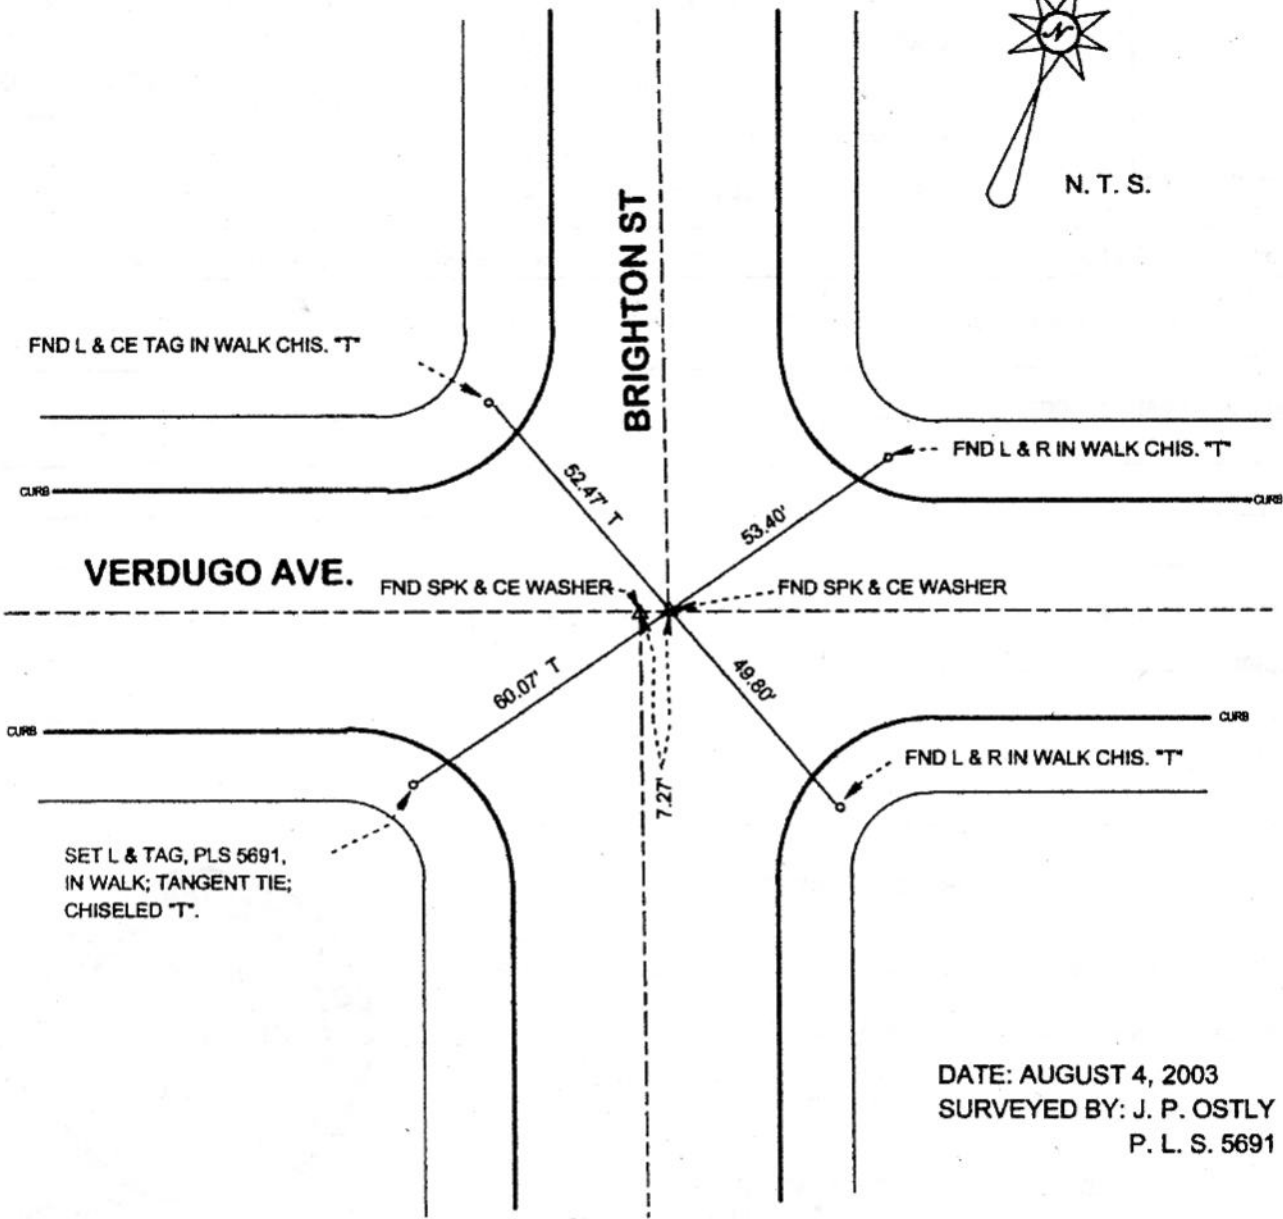 N
N. T. S.
BRIGHTON ST
FND L & CE TAG IN WALK CHIS. "T"
FND L & R IN WALK CHIS. "T"
CURB
CURB
52.47' T
53.40'
VERDUGO AVE.
FND SPK & CE WASHER
FND SPK & CE WASHER
60.07' T
49.80'
CURB
CURB
FND L & R IN WALK CHIS. "T"
7.27'
SET L & TAG, PLS 5691,
IN WALK; TANGENT TIE;
CHISELED "T".
DATE: AUGUST 4, 2003
SURVEYED BY: J. P. OSTLY
P. L. S. 5691